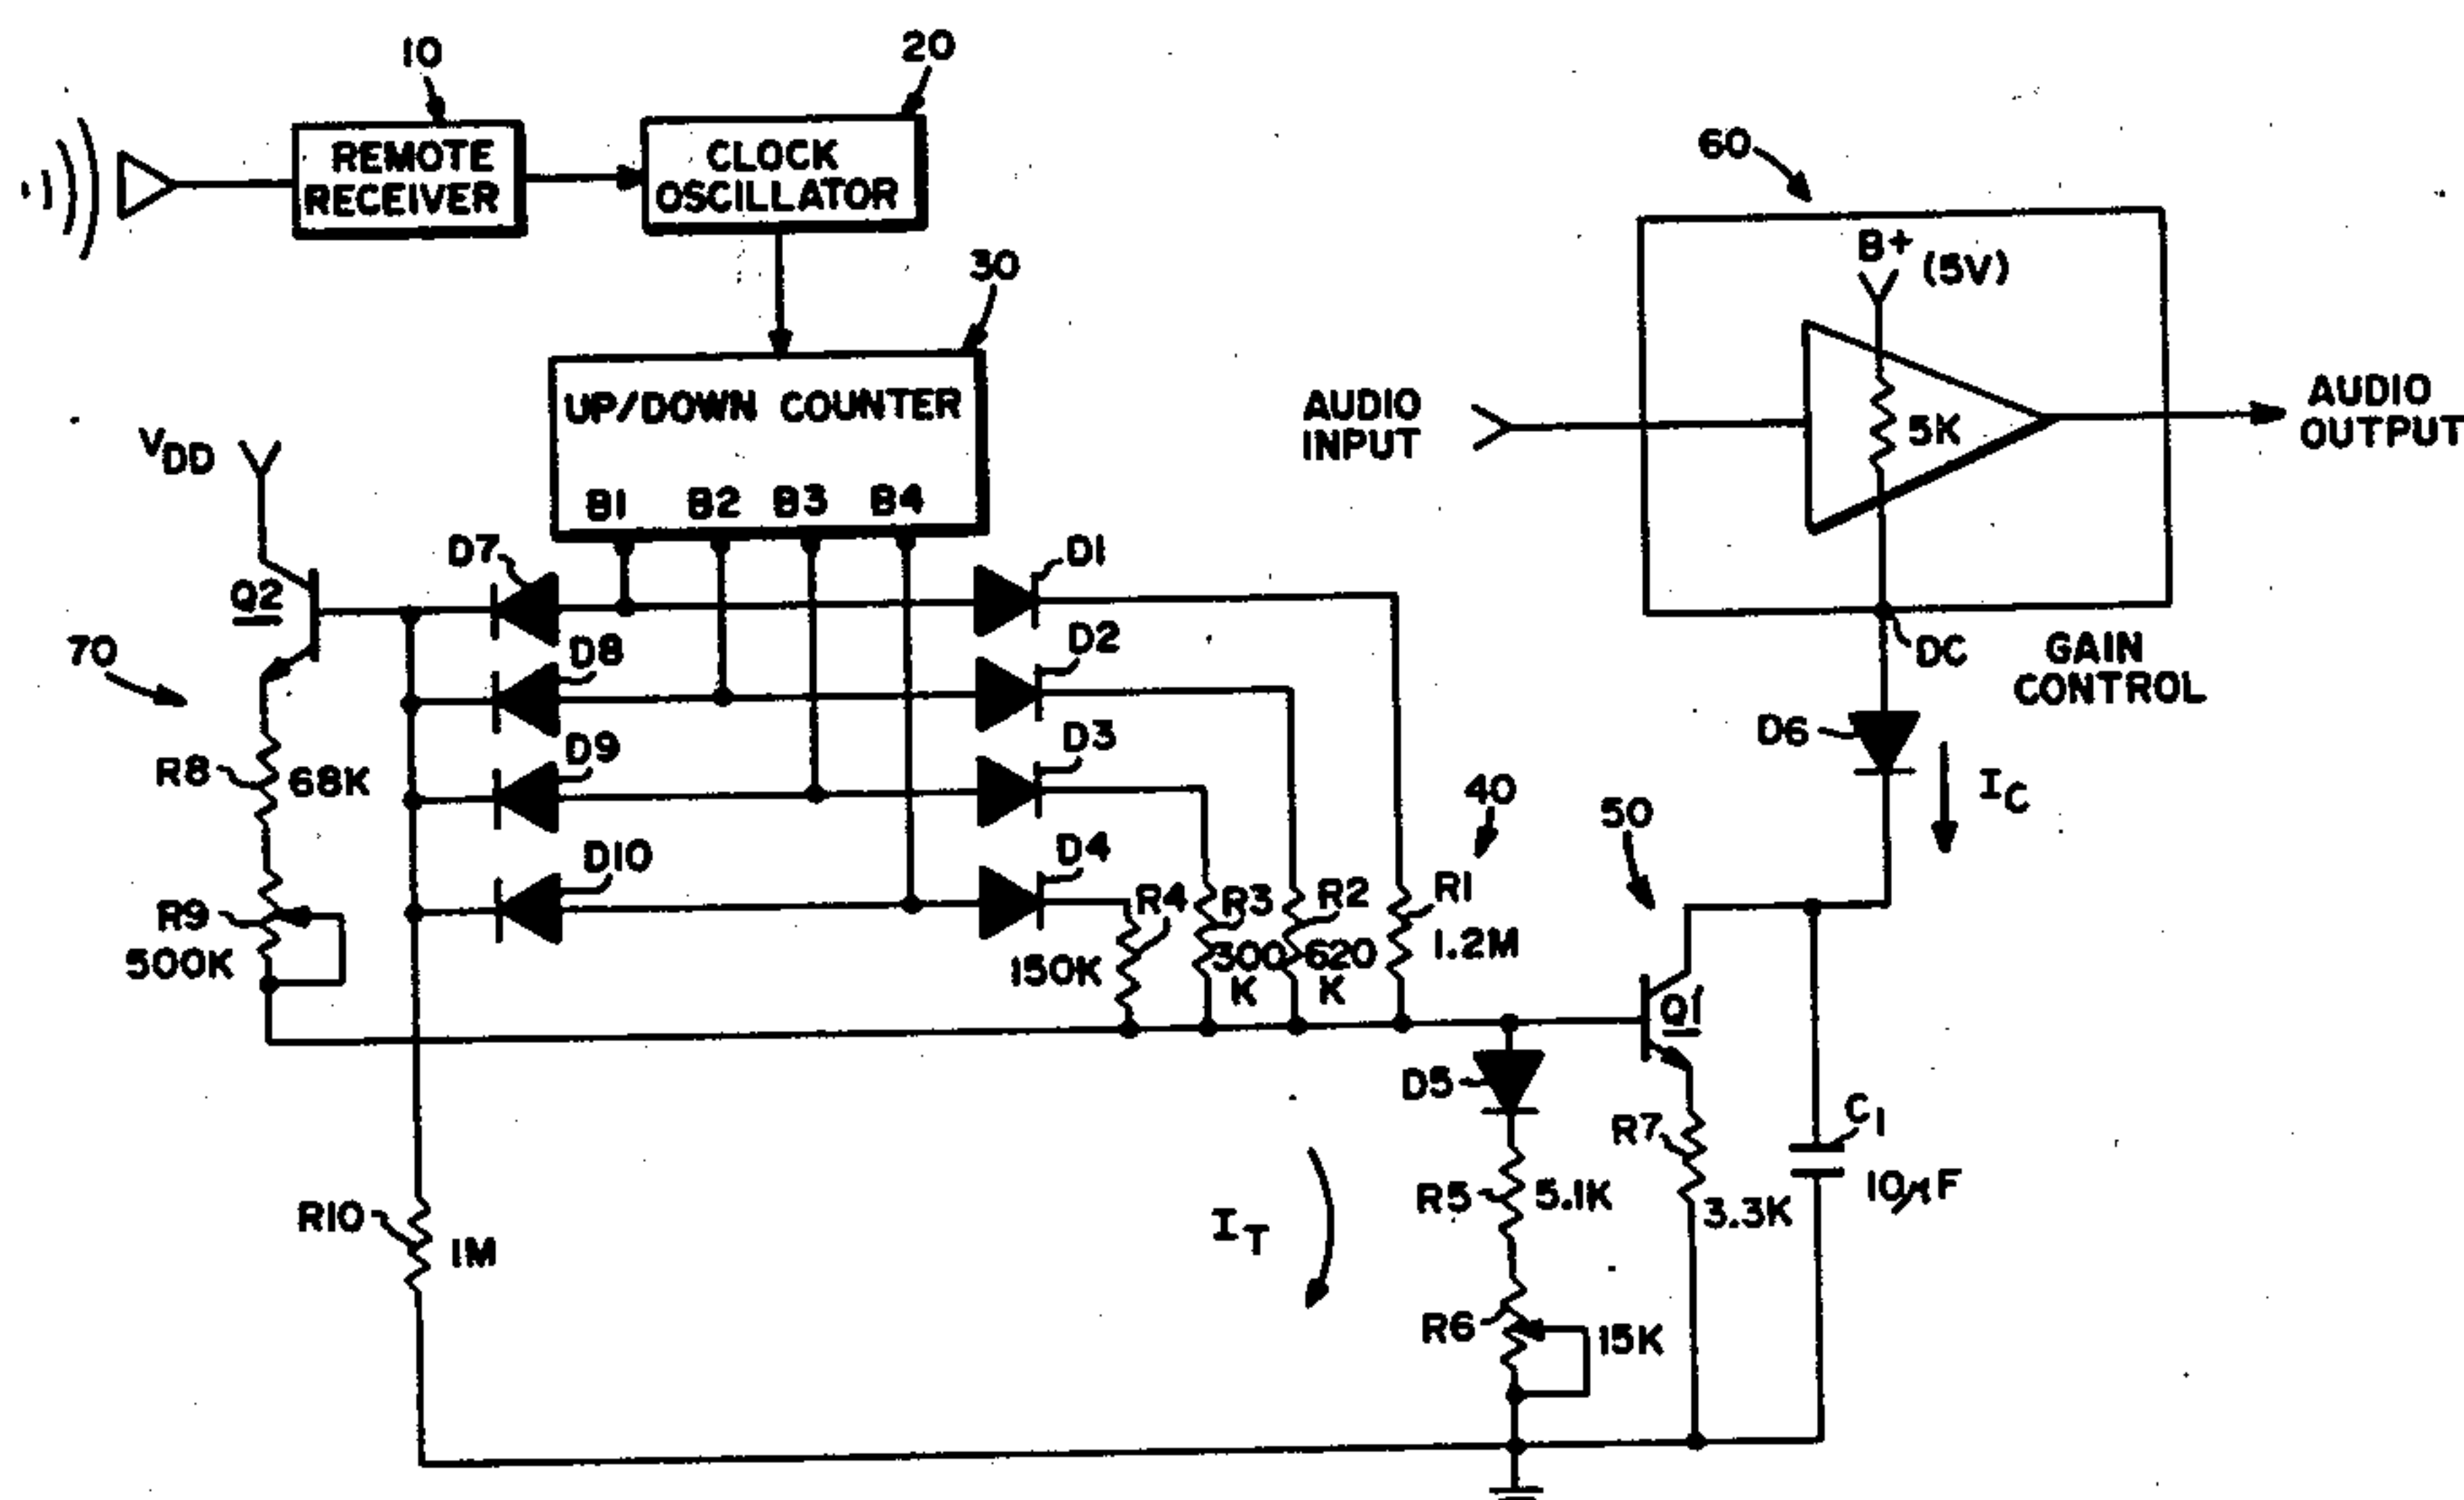 10
20
REMOTE
RECEIVER
CLOCK
OSCILLATOR
30
60
B+ (5V)
UP/DOWN COUNTER
AUDIO
INPUT
5K
AUDIO
OUTPUT
VDD
B1 B2 B3 B4
D7
D1
Q2
D8
D2
DC
GAIN
CONTROL
70
D9
D3
D6
IC
R8
68K
40
50
D10
D4
R4
R3
R2
R1
R9
500K
150K
300
K
620
K
1.2M
Q1
D5
C1
R7
R10
1M
IT
R5
5.1K
3.3K
10µF
R6
15K